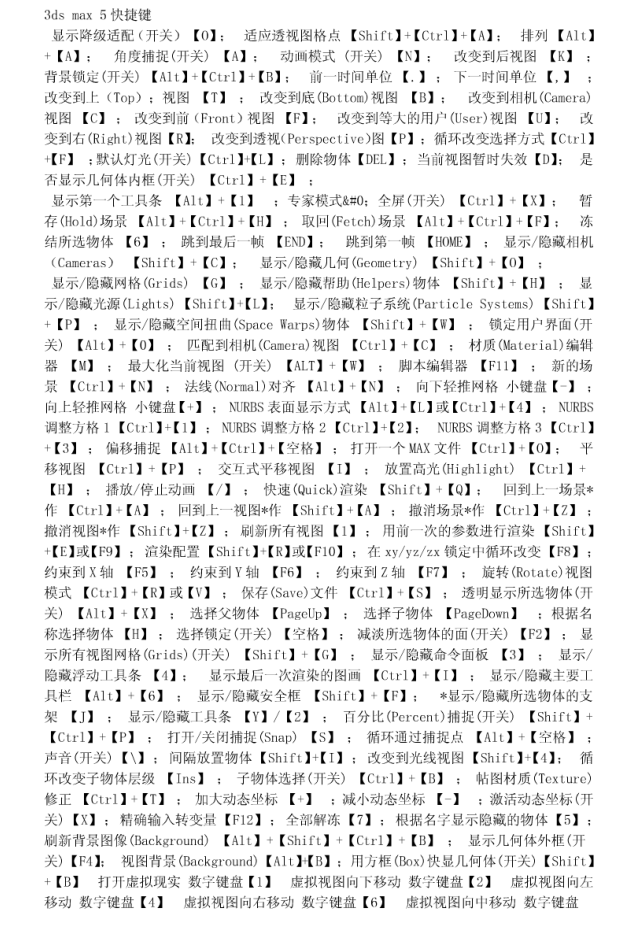 3ds max 5快捷键
显示降级适配（开关）【O】； 适应透视图格点 【Shift】+【Ctrl】+【A】； 排列 【Alt】
+【A】； 角度捕捉(开关) 【A】； 动画模式 (开关) 【N】； 改变到后视图 【K】 ；
背景锁定(开关) 【Alt】+【Ctrl】+【B】； 前一时间单位 【.】 ； 下一时间单位 【,】 ；
改变到上（Top）；视图 【T】 ； 改变到底(Bottom)视图 【B】； 改变到相机(Camera)
视图 【C】 ； 改变到前（Front）视图 【F】； 改变到等大的用户(User)视图 【U】； 改
变到右(Right)视图【R】； 改变到透视(Perspective)图【P】；循环改变选择方式【Ctrl】
+【F】 ；默认灯光(开关)【Ctrl】+【L】；删除物体【DEL】；当前视图暂时失效【D】； 是
否显示几何体内框(开关) 【Ctrl】+【E】 ；
显示第一个工具条 【Alt】+【1】 ；专家模式&#0; 全屏(开关) 【Ctrl】+【X】； 暂
存(Hold)场景 【Alt】+【Ctrl】+【H】 ； 取回(Fetch)场景 【Alt】+【Ctrl】+【F】； 冻
结所选物体 【6】 ； 跳到最后一帧 【END】； 跳到第一帧 【HOME】 ； 显示/隐藏相机
（Cameras） 【Shift】+【C】； 显示/隐藏几何(Geometry) 【Shift】+【O】 ；
显示/隐藏网格(Grids) 【G】 ； 显示/隐藏帮助(Helpers)物体 【Shift】+【H】 ； 显
示/隐藏光源(Lights)【Shift】+【L】； 显示/隐藏粒子系统(Particle Systems)【Shift】
+【P】 ； 显示/隐藏空间扭曲(Space Warps)物体 【Shift】+【W】 ； 锁定用户界面(开
关) 【Alt】+【0】 ； 匹配到相机(Camera)视图 【Ctrl】+【C】 ； 材质(Material)编辑
器 【M】 ； 最大化当前视图 (开关) 【ALT】+【W】 ； 脚本编辑器 【F11】 ； 新的场
景 【Ctrl】+【N】 ； 法线(Normal)对齐 【Alt】+【N】 ； 向下轻推网格 小键盘【-】 ；
向上轻推网格 小键盘【+】 ； NURBS表面显示方式 【Alt】+【L】或【Ctrl】+【4】 ； NURBS
调整方格1【Ctrl】+【1】； NURBS调整方格2【Ctrl】+【2】； NURBS调整方格3【Ctrl】
+【3】 ； 偏移捕捉 【Alt】+【Ctrl】+【空格】 ； 打开一个MAX文件 【Ctrl】+【O】； 平
移视图 【Ctrl】+【P】 ； 交互式平移视图 【I】 ； 放置高光(Highlight) 【Ctrl】+
【H】 ； 播放/停止动画 【/】 ； 快速(Quick)渲染 【Shift】+【Q】； 回到上一场景*
作 【Ctrl】+【A】 ； 回到上一视图*作 【Shift】+【A】 ； 撤消场景*作 【Ctrl】+【Z】 ；
撤消视图*作 【Shift】+【Z】 ； 刷新所有视图 【1】 ； 用前一次的参数进行渲染 【Shift】
+【E】或【F9】 ；渲染配置 【Shift】+【R】或【F10】 ；在 xy/yz/zx锁定中循环改变【F8】；
约束到X轴 【F5】 ； 约束到Y轴 【F6】 ； 约束到Z轴 【F7】 ； 旋转(Rotate)视图
模式 【Ctrl】+【R】或【V】 ； 保存(Save)文件 【Ctrl】+【S】 ； 透明显示所选物体(开
关) 【Alt】+【X】 ； 选择父物体 【PageUp】 ； 选择子物体 【PageDown】 ；根据名
称选择物体 【H】 ； 选择锁定(开关) 【空格】 ； 减淡所选物体的面(开关)【F2】 ； 显
示所有视图网格(Grids)(开关) 【Shift】+【G】 ； 显示/隐藏命令面板 【3】 ； 显示/
隐藏浮动工具条 【4】； 显示最后一次渲染的图画 【Ctrl】+【I】 ； 显示/隐藏主要工
具栏 【Alt】+【6】 ； 显示/隐藏安全框 【Shift】+【F】； *显示/隐藏所选物体的支
架 【J】 ； 显示/隐藏工具条 【Y】/【2】 ； 百分比(Percent)捕捉(开关) 【Shift】+
【Ctrl】+【P】 ； 打开/关闭捕捉(Snap) 【S】 ； 循环通过捕捉点 【Alt】+【空格】 ；
声音(开关)【\】；间隔放置物体【Shift】+【I】；改变到光线视图【Shift】+【4】； 循
环改变子物体层级 【Ins】 ； 子物体选择(开关) 【Ctrl】+【B】 ； 帖图材质(Texture)
修正 【Ctrl】+【T】 ； 加大动态坐标 【+】 ；减小动态坐标 【-】 ；激活动态坐标(开
关)【X】；精确输入转变量【F12】；全部解冻【7】；根据名字显示隐藏的物体【5】；
刷新背景图像(Background) 【Alt】+【Shift】+【Ctrl】+【B】 ； 显示几何体外框(开
关)【F4】； 视图背景(Background)【Alt】+【B】；用方框(Box)快显几何体(开关)【Shift】
+【B】 打开虚拟现实 数字键盘【1】 虚拟视图向下移动 数字键盘【2】 虚拟视图向左
移动 数字键盘【4】 虚拟视图向右移动 数字键盘【6】 虚拟视图向中移动 数字键盘